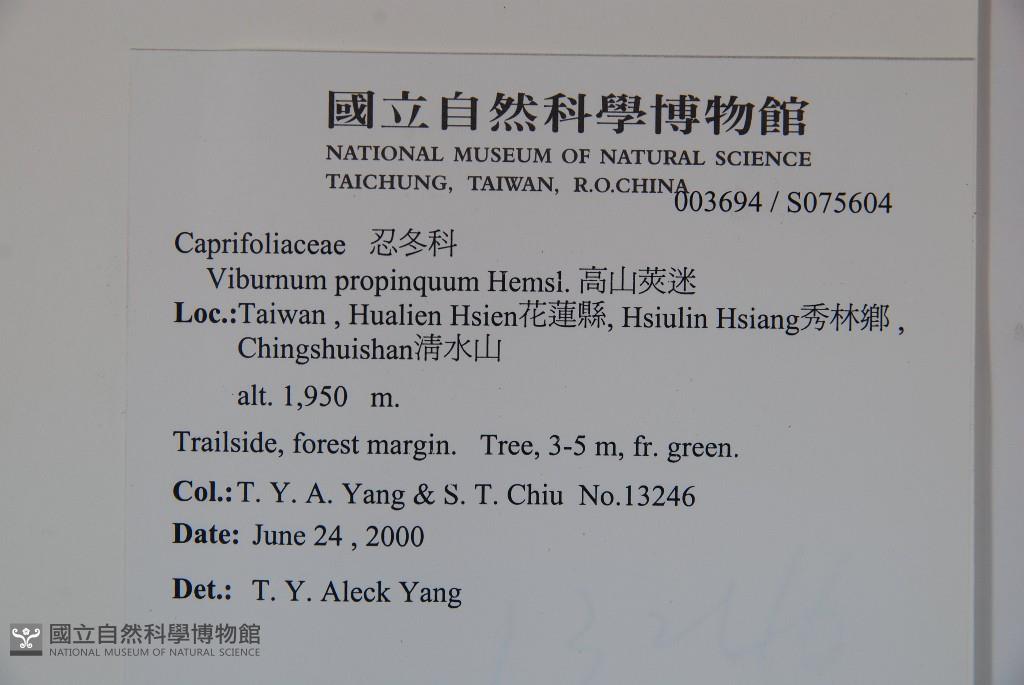 國立自然科學博物館
NATIONAL MUSEUM OF NATURAL SCIENCE
TAICHUNG, TAIWAN, R.O.CHINA
003694 / S075604
Caprifoliaceae 忍冬科
Viburnum propinquum Hemsl. 高山莢迷
Loc.:Taiwan , Hualien Hsien花蓮縣, Hsiulin Hsiang秀林鄉 ,
Chingshuishan清水山
alt. 1,950 m.
Trailside, forest margin. Tree, 3-5 m, fr. green.
Col.:T. Y. A. Yang & S. T. Chiu No.13246
Date: June 24 , 2000
Det.: T. Y. Aleck Yang
13246
國立自然科學博物館
NATIONAL MUSEUM OF NATURAL SCIENCE